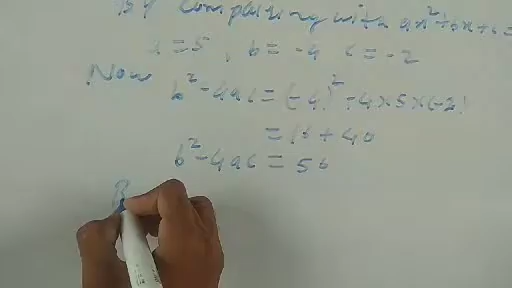 By Comparing with ax²+bx+c=
a = 5 , b = -4 c = -2
Now
b²-4ac = (-4)² -4×5×(-2)
= 16 + 40
b²-4ac = 56
B